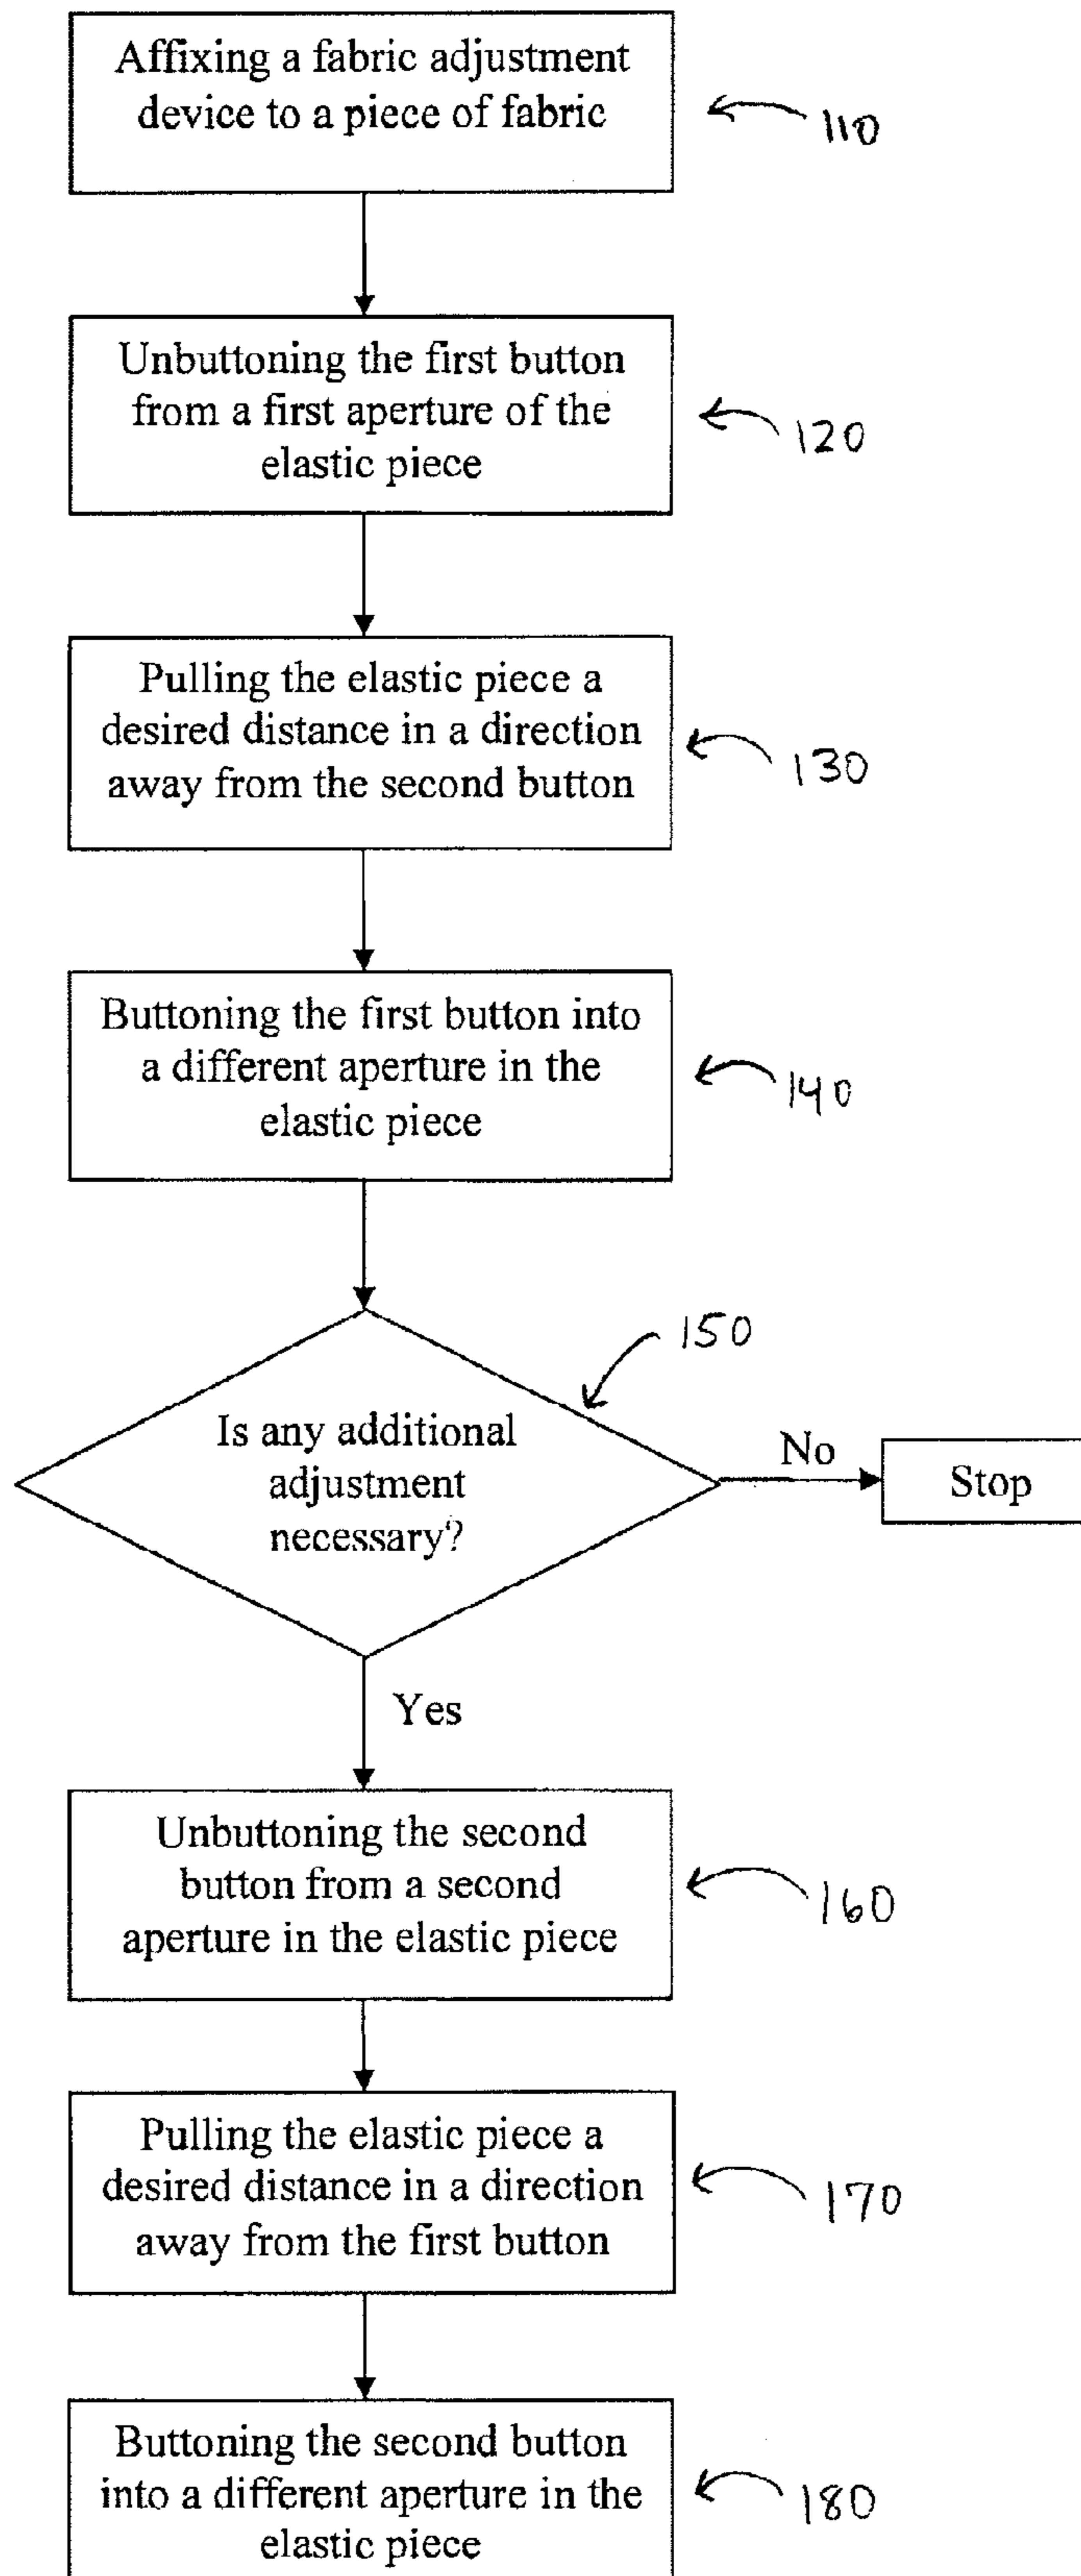 Affixing a fabric adjustment
device to a piece of fabric
110
Unbuttoning the first button
from a first aperture of the
elastic piece
120
Pulling the elastic piece a
desired distance in a direction
away from the second button
130
Buttoning the first button into
a different aperture in the
elastic piece
140
150
Is any additional
adjustment
necessary?
No
Stop
Yes
Unbuttoning the second
button from a second
aperture in the elastic piece
160
Pulling the elastic piece a
desired distance in a direction
away from the first button
170
Buttoning the second button
into a different aperture in the
elastic piece
180